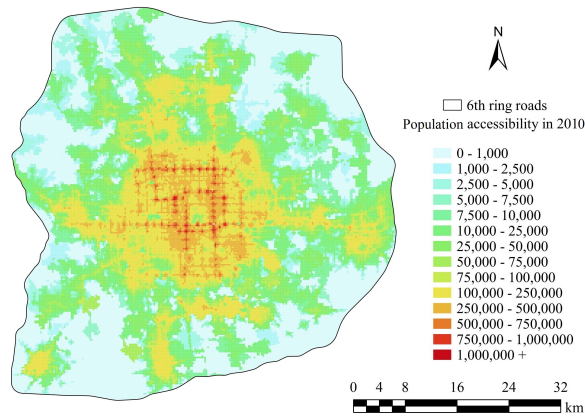 N
6th ring roads
Population accessibility in 2010
0 - 1,000
1,000 - 2,500
2,500 - 5,000
5,000 - 7,500
7,500 - 10,000
10,000 - 25,000
25,000 - 50,000
50,000 - 75,000
75,000 - 100,000
100,000 - 250,000
250,000 - 500,000
500,000 - 750,000
750,000 - 1,000,000
1,000,000 +
0 4 8 16 24 32
km